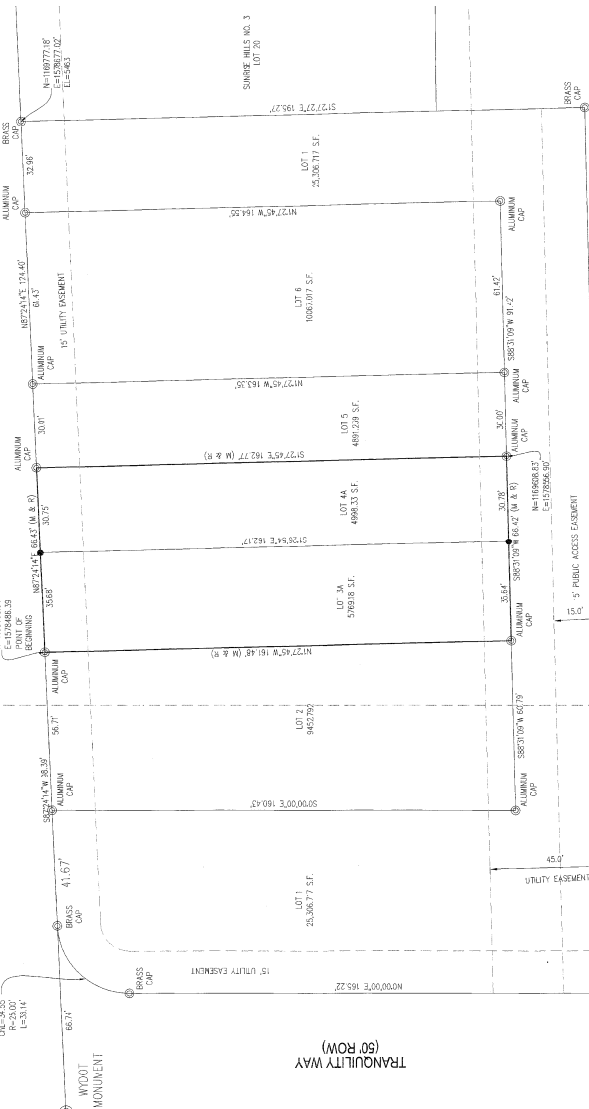 BRASS
CAP
N=1169777.18'
E=1578677.02'
EL=5463
SUNRISE HILLS NO. 3
LOT 20
S1°27'27"E 195.27'
BRASS
CAP
32.96'
ALUMINUM
CAP
LOT 1
25,306.717 S.F.
N1°27'45"W 164.55'
ALUMINUM
CAP
N87°24'14"E 124.40'
61.43'
15' UTILITY EASEMENT
LOT 6
10067.017 S.F.
61.42'
S88°31'09"W 91.42'
ALUMINUM
CAP
N1°27'45"W 163.35'
ALUMINUM
CAP
30.01'
LOT 5
4891.239 S.F.
30.00'
ALUMINUM
CAP
S1°27'45"E 162.77' (M & R)
ALUMINUM
CAP
N=1169608.83'
E=1578556.90'
N87°24'14"E 66.43' (M & R)
30.75'
LOT 4A
4998.33 S.F.
30.78'
S88°31'09"W 66.42' (M & R)
S1°26'54"E 162.17'
5' PUBLIC ACCESS EASEMENT
15.0'
35.68'
LOT 3A
5769.18 S.F.
35.64'
E=1578486.39
POINT OF
BEGINNING
ALUMINUM
CAP
N1°27'45"W 161.48' (M & R)
ALUMINUM
CAP
56.71'
LOT 2
9452.792
S88°31'09"W 60.79'
S87°24'14"W 98.39'
ALUMINUM
CAP
S0°00'00"E 160.43'
ALUMINUM
CAP
45.0'
UTILITY EASEMENT
41.67'
LOT 1
25,306.717 S.F.
BRASS
CAP
15' UTILITY EASEMENT
BRASS
CAP
N0°00'00"E 165.22'
R=25.00'
L=39.14'
66.74'
WYDOT
MONUMENT
TRANQUILITY WAY
(50' ROW)